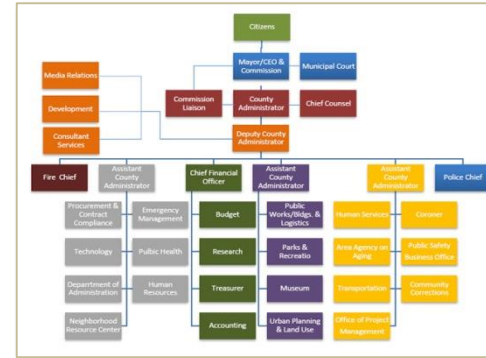 Citizens
Mayor/CEO &
Commission
Municipal Court
Media Relations
Development
Consultant
Services
Commission
Liaison
County
Administrator
Chief Counsel
Deputy County
Administrator
Fire Chief
Assistant
County
Administrator
Chief Financial
Officer
Assistant
County
Administrator
Assistant
County
Administrator
Police Chief
Procurement &
Contract
Compliance
Emergency
Management
Budget
Public
Works/Bldgs. &
Logistics
Human Services
Coroner
Technology
Pulbic Health
Research
Parks &
Recreatio
Area Agency on
Aging
Public Safety
Business Office
Department of
Administration
Human
Resources
Treasurer
Museum
Transportation
Community
Corrections
Neighborhood
Resource Center
Accounting
Urban Planning
& Land Use
Office of Project
Management